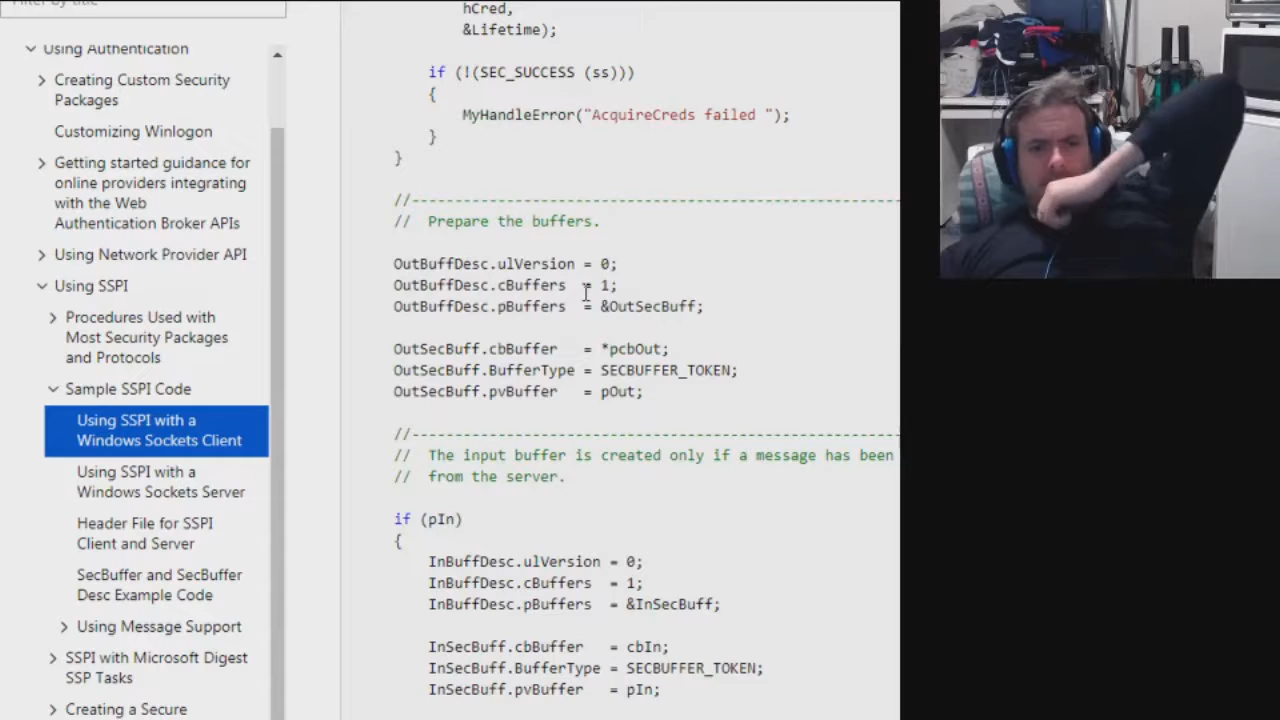 Filter by title
Using Authentication
Creating Custom Security
Packages
Customizing Winlogon
Getting started guidance for
online providers integrating
with the Web
Authentication Broker APIs
Using Network Provider API
Using SSPI
Procedures Used with
Most Security Packages
and Protocols
Sample SSPI Code
Using SSPI with a
Windows Sockets Client
Using SSPI with a
Windows Sockets Server
Header File for SSPI
Client and Server
SecBuffer and SecBuffer
Desc Example Code
Using Message Support
SSPI with Microsoft Digest
SSP Tasks
Creating a Secure
hCred,
&Lifetime);
if (!(SEC_SUCCESS (ss)))
{
MyHandleError("AcquireCreds failed ");
}
}
//---------------------------------------------------------
//  Prepare the buffers.
OutBuffDesc.ulVersion = 0;
OutBuffDesc.cBuffers  = 1;
OutBuffDesc.pBuffers  = &OutSecBuff;
OutSecBuff.cbBuffer   = *pcbOut;
OutSecBuff.BufferType = SECBUFFER_TOKEN;
OutSecBuff.pvBuffer   = pOut;
//---------------------------------------------------------
//  The input buffer is created only if a message has been
//  from the server.
if (pIn)
{
InBuffDesc.ulVersion = 0;
InBuffDesc.cBuffers  = 1;
InBuffDesc.pBuffers  = &InSecBuff;
InSecBuff.cbBuffer   = cbIn;
InSecBuff.BufferType = SECBUFFER_TOKEN;
InSecBuff.pvBuffer   = pIn;